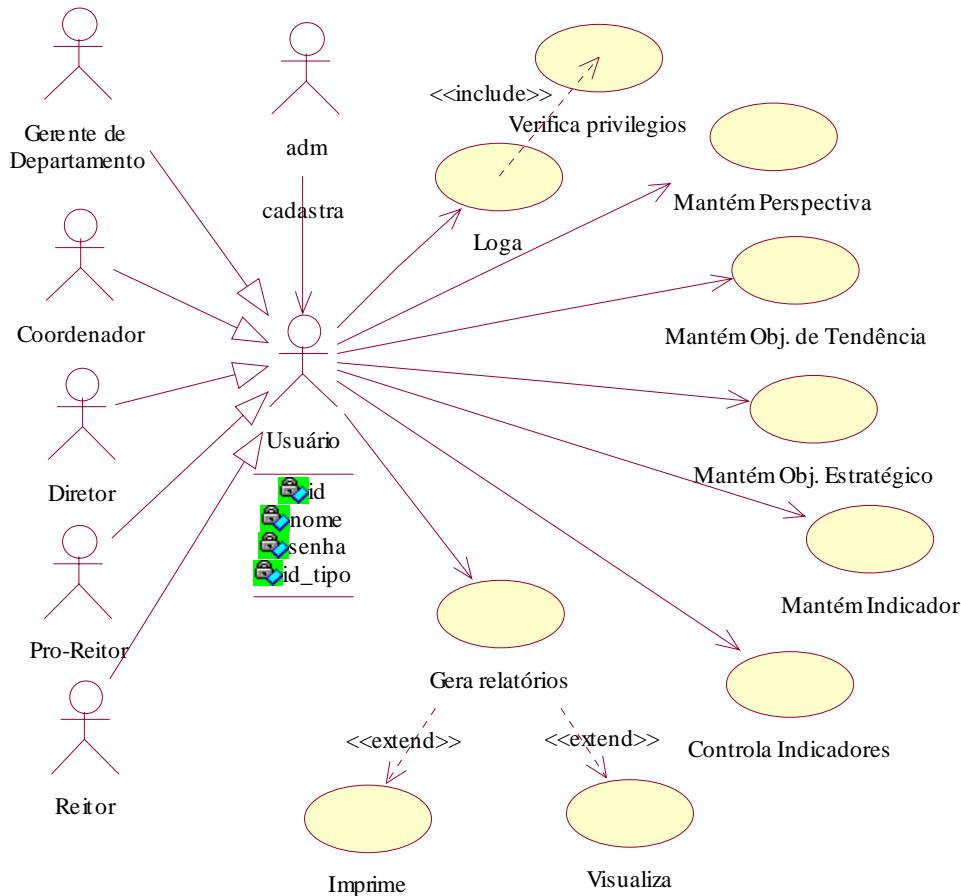 Gerente de
Departamento
adm
cadastra
<<include>>
Verifica privilegios
Loga
Mantém Perspectiva
Coordenador
Mantém Obj. de Tendência
Diretor
Usuário
id
nome
senha
id_tipo
Mantém Obj. Estratégico
Mantém Indicador
Pro-Reitor
Gera relatórios
Controla Indicadores
<<extend>>
<<extend>>
Reitor
Imprime
Visualiza